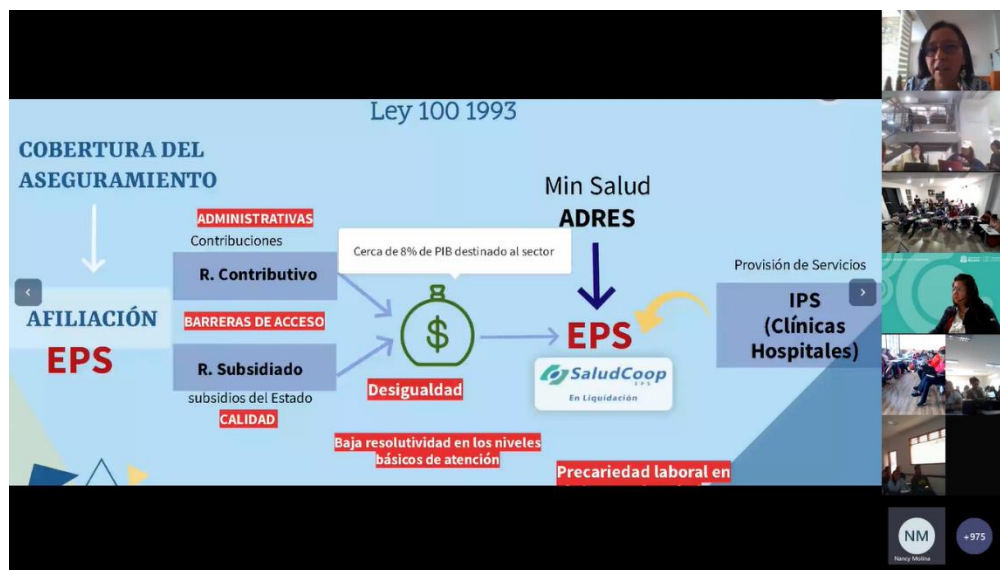 Ley 100 1993
COBERTURA DEL
ASEGURAMIENTO
AFILIACIÓN
EPS
ADMINISTRATIVAS
Contribuciones
R. Contributivo
BARRERAS DE ACCESO
R. Subsidiado
subsidios del Estado
CALIDAD
Cerca de 8% de PIB destinado al sector
$
Desigualdad
Baja resolutividad en los niveles
básicos de atención
Min Salud
ADRES
EPS
SaludCoop
EPS
En Liquidación
Precariedad laboral en
Provisión de Servicios
IPS
(Clínicas
Hospitales)
NM
Nancy Molina
+975